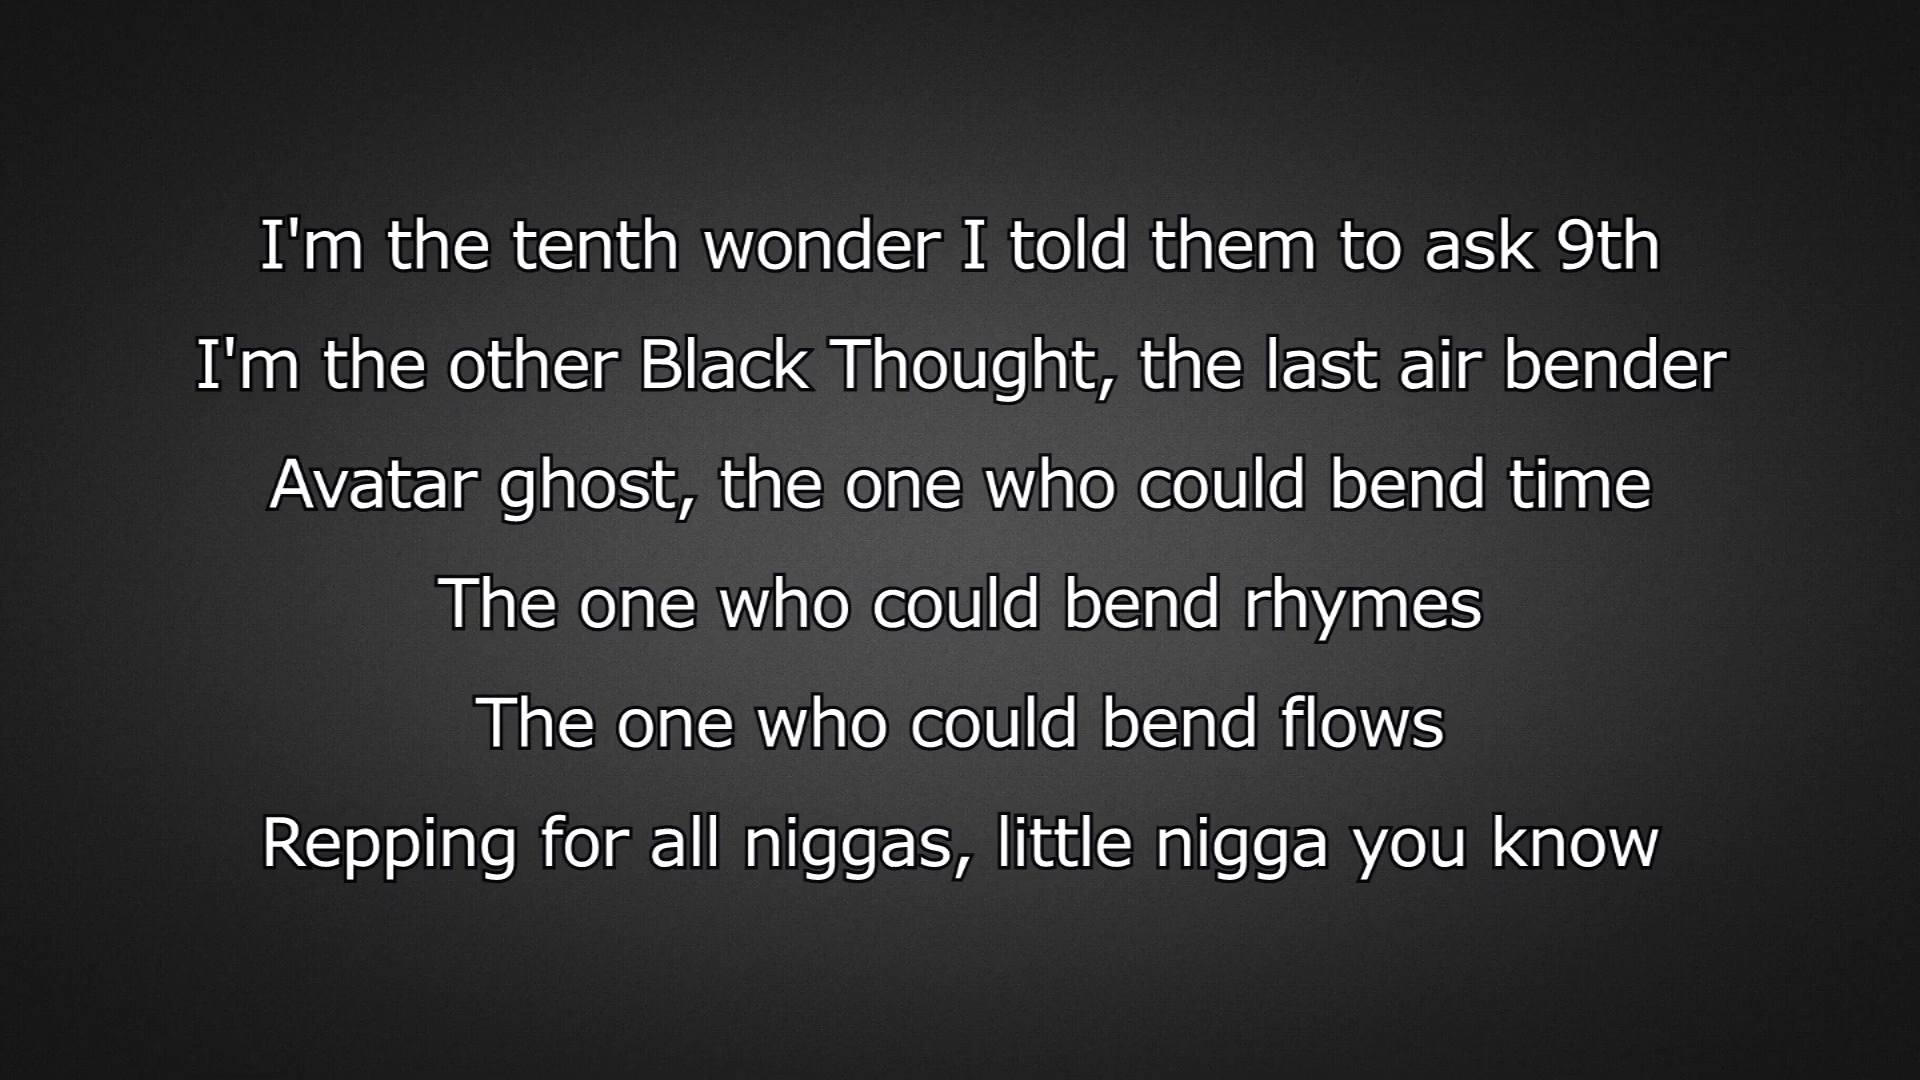 I'm the tenth wonder I told them to ask 9th
I'm the other Black Thought, the last air bender
Avatar ghost, the one who could bend time
The one who could bend rhymes
The one who could bend flows
Repping for all niggas, little nigga you know